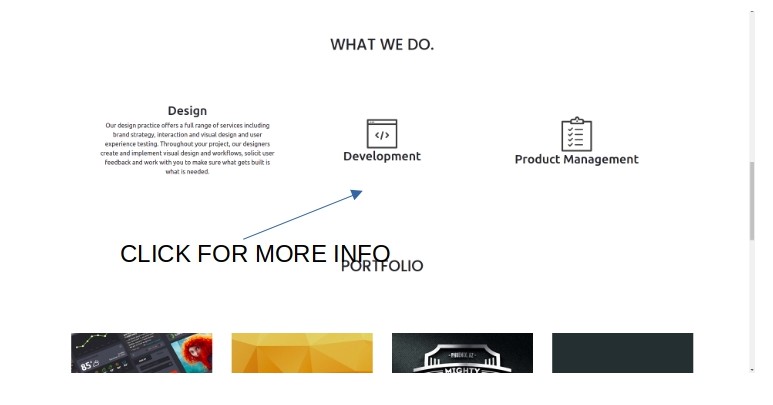 WHAT WE DO.
Design
Our design practice offers a full range of services including
brand strategy, interaction and visual design and user
experience testing. Throughout your project, our designers
create and implement visual design and workflows, solicit user
feedback and work with you to make sure what gets built is
what is needed.
</>
Development
Product Management
CLICK FOR MORE INFO
PORTFOLIO
85°
MIGHTY